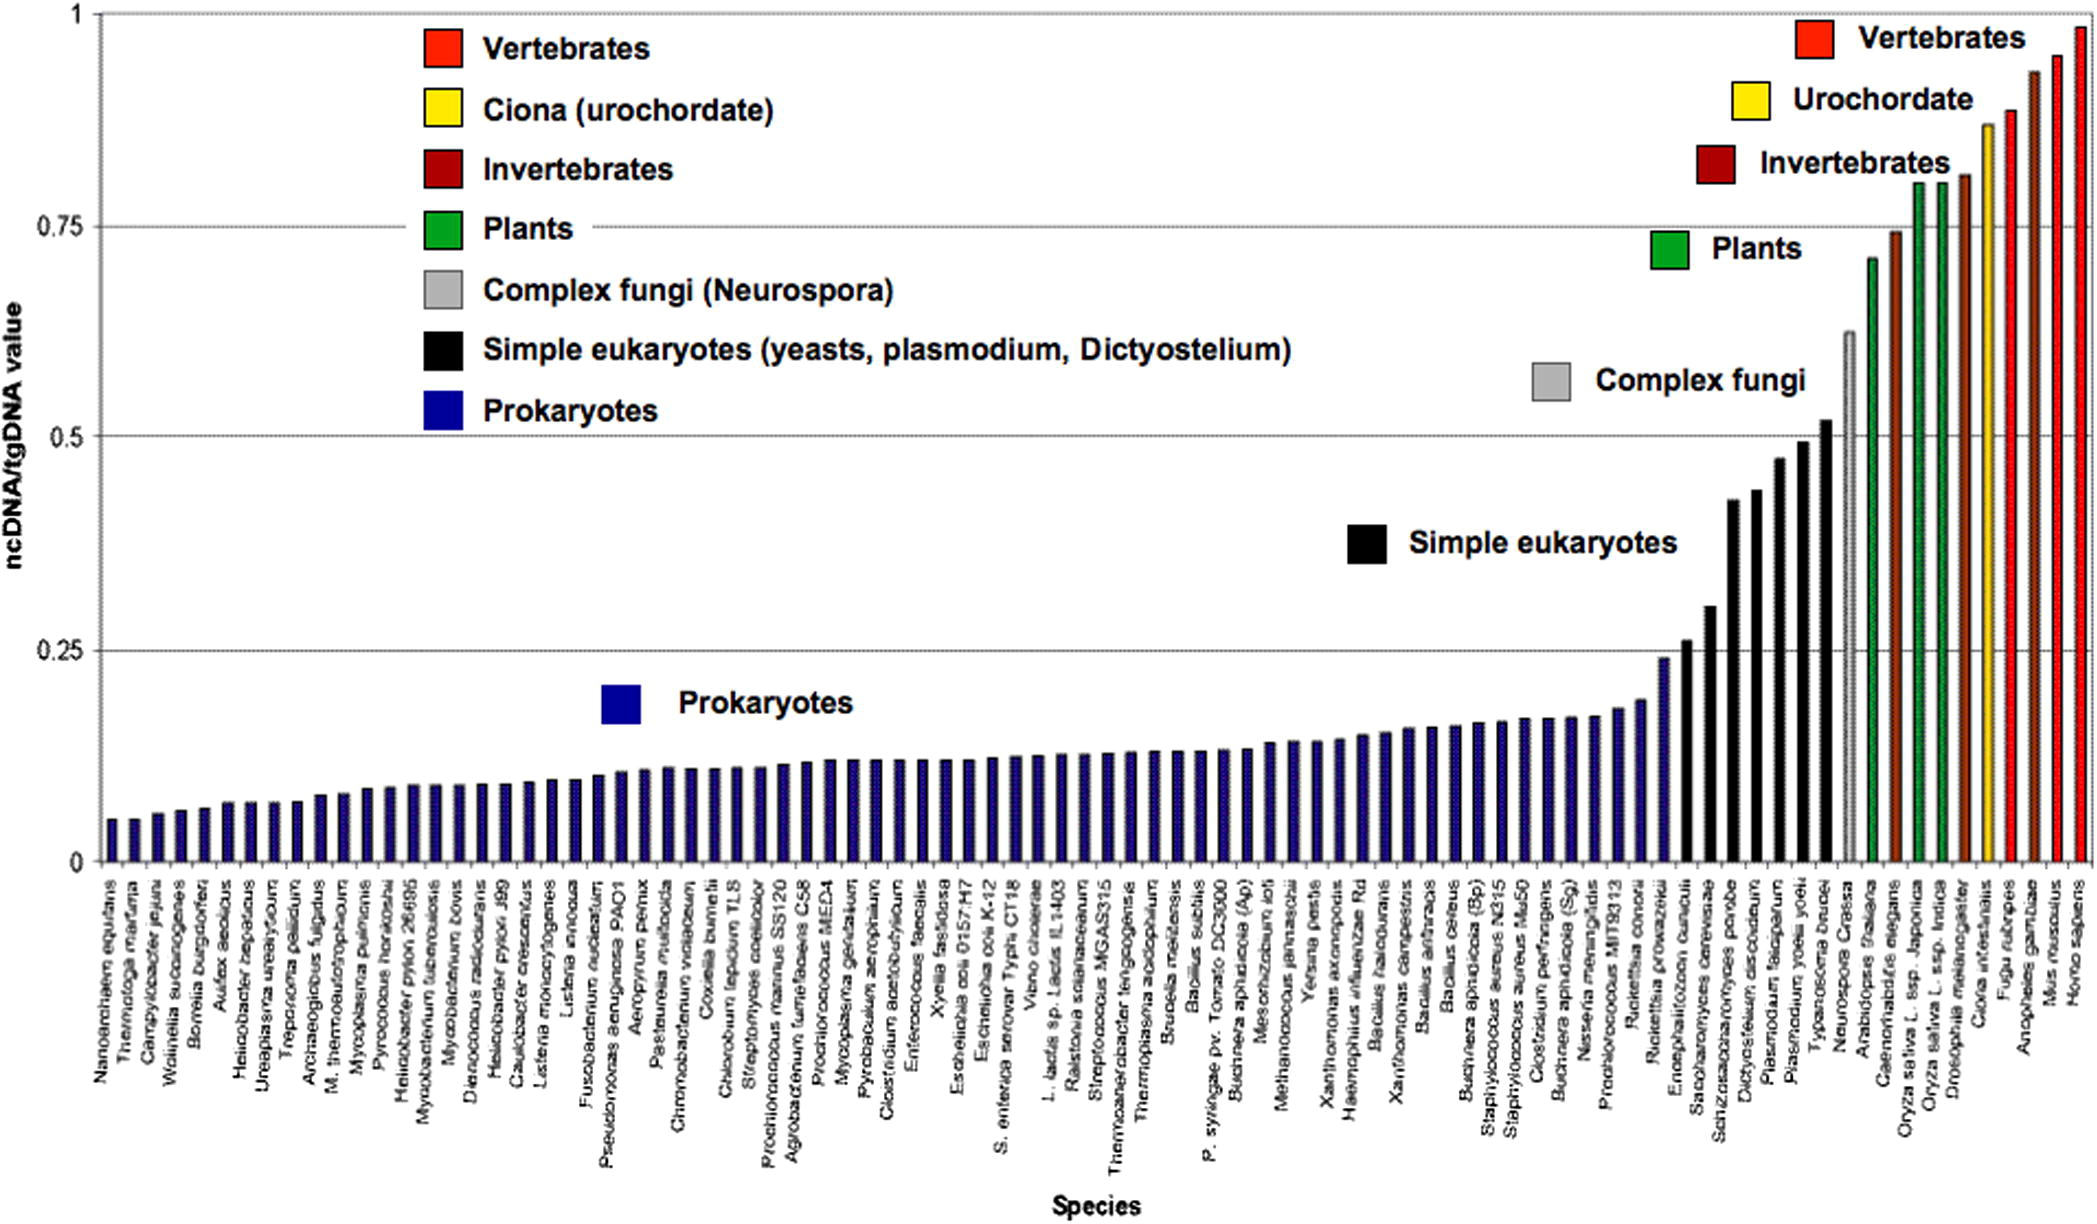 1
0.75
0.5
0.25
0
ncDNA/tgDNA value
Vertebrates
Ciona (urochordate)
Invertebrates
Plants
Complex fungi (Neurospora)
Simple eukaryotes (yeasts, plasmodium, Dictyostelium)
Prokaryotes
Vertebrates
Urochordate
Invertebrates
Plants
Complex fungi
Simple eukaryotes
Prokaryotes
Nanoarchaem equitans
Thermotoga maritima
Campylobacter jejuni
Wolinella succinogenes
Borrelia burgdorferi
Auifex aeolicus
Helicobacter hepaticus
Ureaplasma urealyticum
Treponema pallidum
Archaeoglobus fulgidus
M. thermoautotrophicum
Mycoplasma pulmonis
Pyrococcus horikoshii
Helicobacter pylori 26695
Mycobacterium tuberculosis
Mycobacterium bovis
Deinococcus radiodurans
Helicobacter pylori J99
Caulobacter crescentus
Listeria monocytogenes
Listeria innocua
Fusobacterium nucleatum
Pseudomonas aeruginosa PAO1
Aeropyrum pernix
Pasteurella multocida
Chromobacterium violaceum
Coxiella burnetii
Chlorobium tepidum TLS
Streptomyces coelicolor
Prochlorococcus marinus SS120
Agrobacterium tumefaciens C58
Prochlorococcus MED4
Mycoplasma genitalium
Pyrobaculum aerophilum
Clostridium acetobutylicum
Enterococcus faecalis
Xyella fastidiosa
Escheilichia coli 0157:H7
Escheilichia coli K-12
S. enterica serovar Typhi CT18
Vibrio cholerae
L. lactis sp. Lactis IL 1403
Ralstonia solanacearum
Streptococcus MGAS315
Thermoanerobacter tengcogensis
Thermoplasma acidophilum
Brucella melitensis
Bacillus subtilis
P. syringae pv. Tomato DC3000
Buchnera aphidicola (Ap)
Mesorhizobium loti
Methanococcus jannaschii
Yersinia pestis
Xanthomonas axonopodis
Haemophilus influenzae Rd
Bacillus halodurans
Xanthomonas campestris
Bacillus anthracis
Bacillus cereus
Buchnera aphidicola (Bp)
Staphylococcus aureus N315
Staphylococcus aureus Mu50
Clostridium perfringens
Buchnera aphidicola (Sg)
Nisseria meningitidis
Prochlorococcus MIT9313
Rickettsia conorii
Rickettsia prowazekii
Encephalitozoon cuniculi
Saccharomyces cerevisiae
Schizosaccharomyces pombe
Dictyostelium discoideum
Plasmodium falciparum
Plasmodium yoelii yoelii
Trypanosoma brucei
Neurospora Crassa
Arabidopsis thaliana
Caenorhabditis elegans
Oryza sativa L. ssp. Japonica
Oryza sativa L. ssp. Indica
Drosophila melanogaster
Ciona intestinalis
Fugu rubripes
Anopheles gambiae
Mus musculus
Homo sapiens
Species